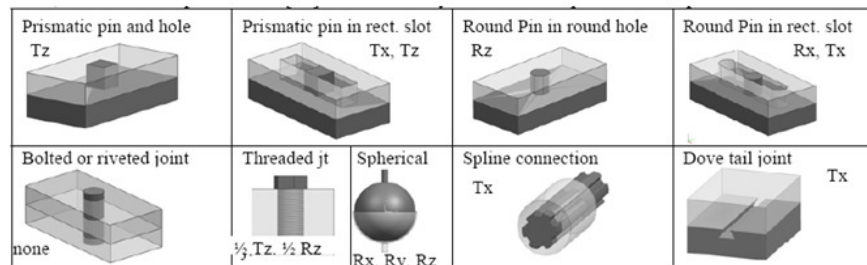 Prismatic pin and hole
Tz
Prismatic pin in rect. slot
Tx, Tz
Round Pin in round hole
Rz
Round Pin in rect. slot
Rx, Tx
Bolted or riveted joint
none
Threaded jt
½.Tz. ½ Rz
Spherical
Rx, Ry, Rz
Spline connection
Tx
Dove tail joint
Tx